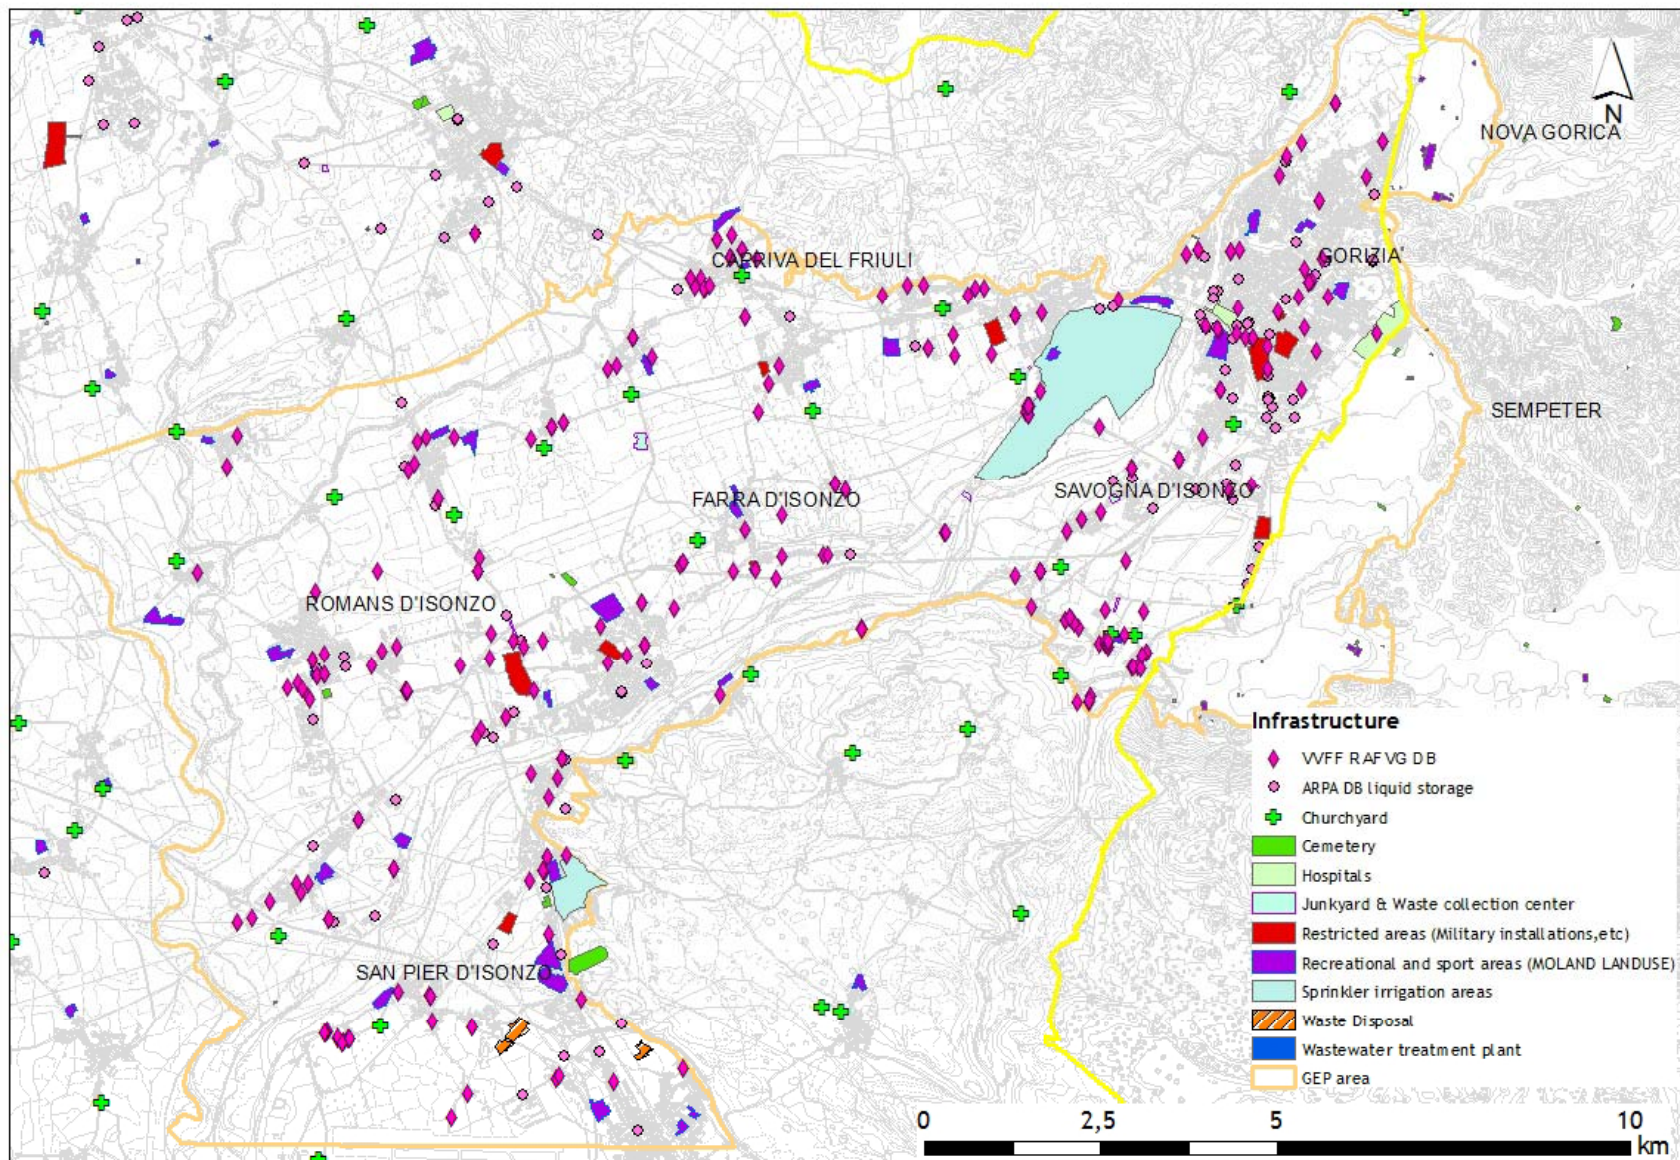 N
NOVA GORICA
GORIZIA
CAPRIVA DEL FRIULI
SEMPETER
SAVOGNA D'ISONZO
FARRA D'ISONZO
ROMANS D'ISONZO
SAN PIER D'ISONZO
Infrastructure
VVFF RAFVG DB
ARPA DB liquid storage
Churchyard
Cemetery
Hospitals
Junkyard & Waste collection center
Restricted areas (Military installations,etc)
Recreational and sport areas (MOLAND LANDUSE)
Sprinkler irrigation areas
Waste Disposal
Wastewater treatment plant
GEP area
0 2,5 5 10
km